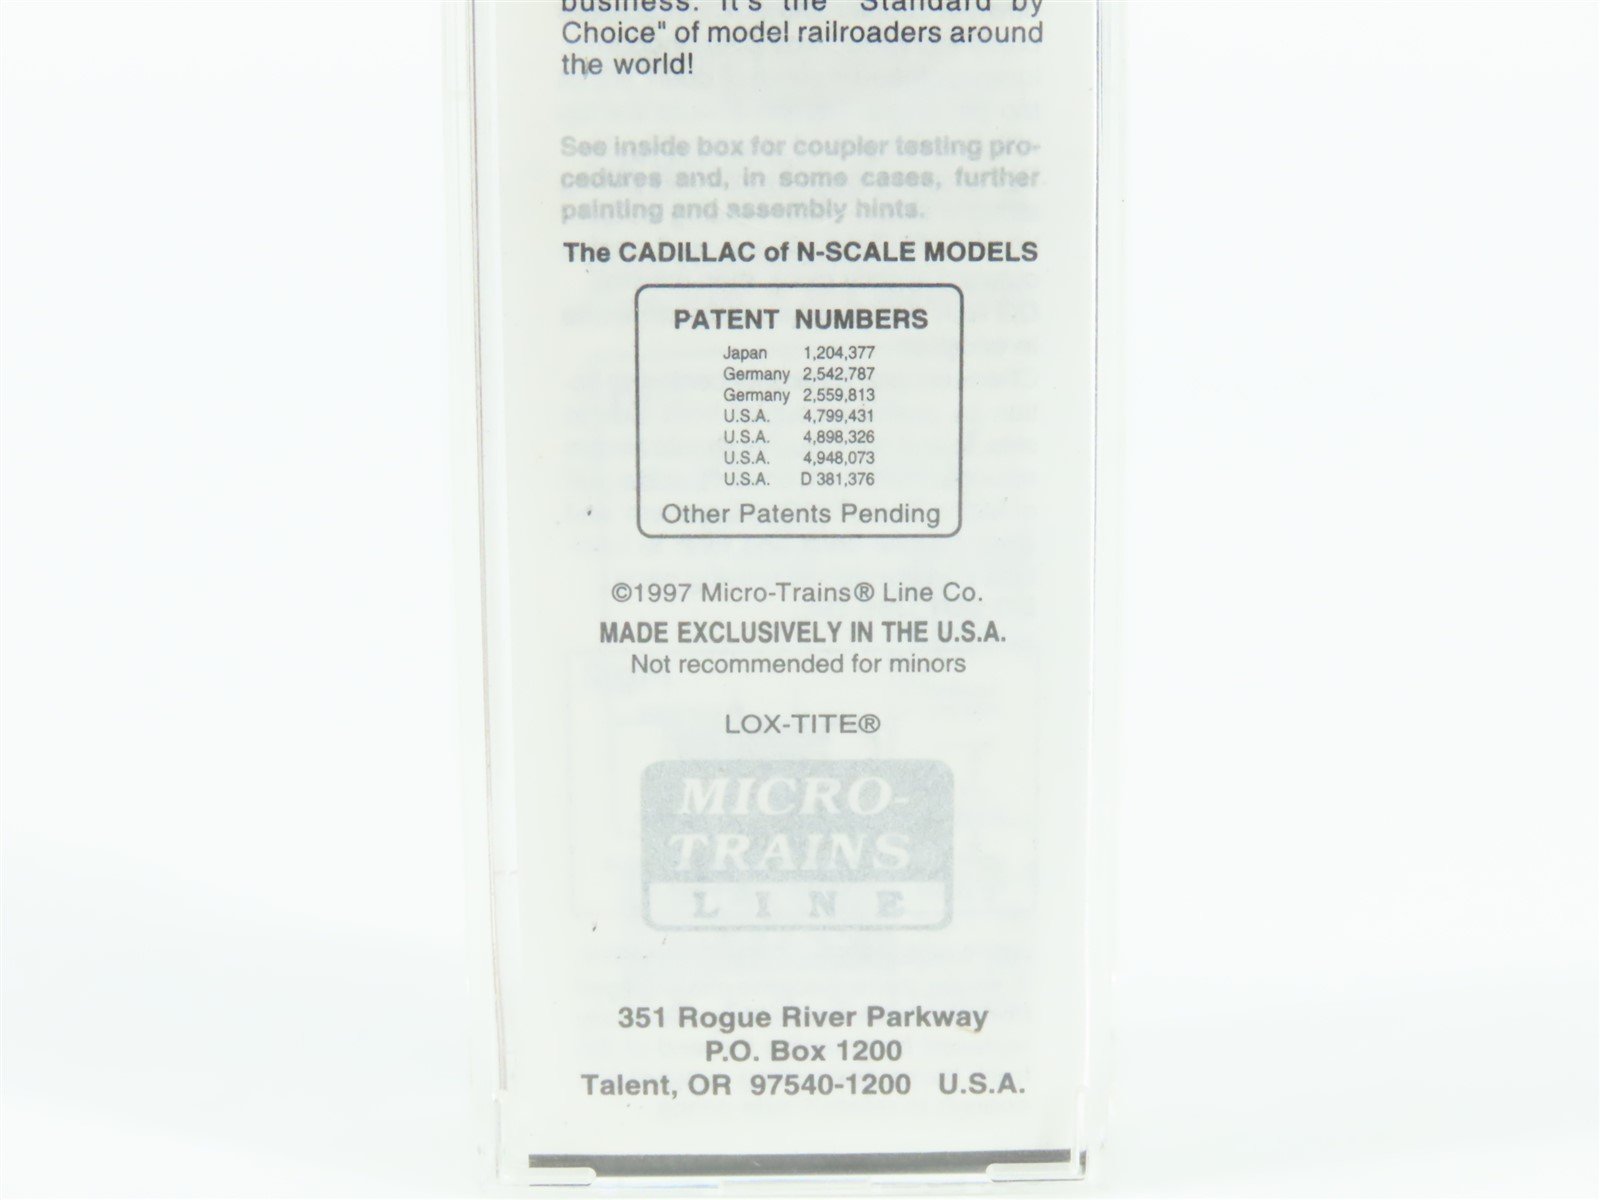 business. It's the "Standard by
Choice" of model railroaders around
the world!
See inside box for coupler testing pro-
cedures and, in some cases, further
painting and assembly hints.
The CADILLAC of N-SCALE MODELS
PATENT NUMBERS
Japan 1,204,377
Germany 2,542,787
Germany 2,559,813
U.S.A. 4,799,431
U.S.A. 4,898,326
U.S.A. 4,948,073
U.S.A. D 381,376
Other Patents Pending
©1997 Micro-Trains® Line Co.
MADE EXCLUSIVELY IN THE U.S.A.
Not recommended for minors
LOX-TITE®
MICRO-
TRAINS
LINE
351 Rogue River Parkway
P.O. Box 1200
Talent, OR 97540-1200 U.S.A.